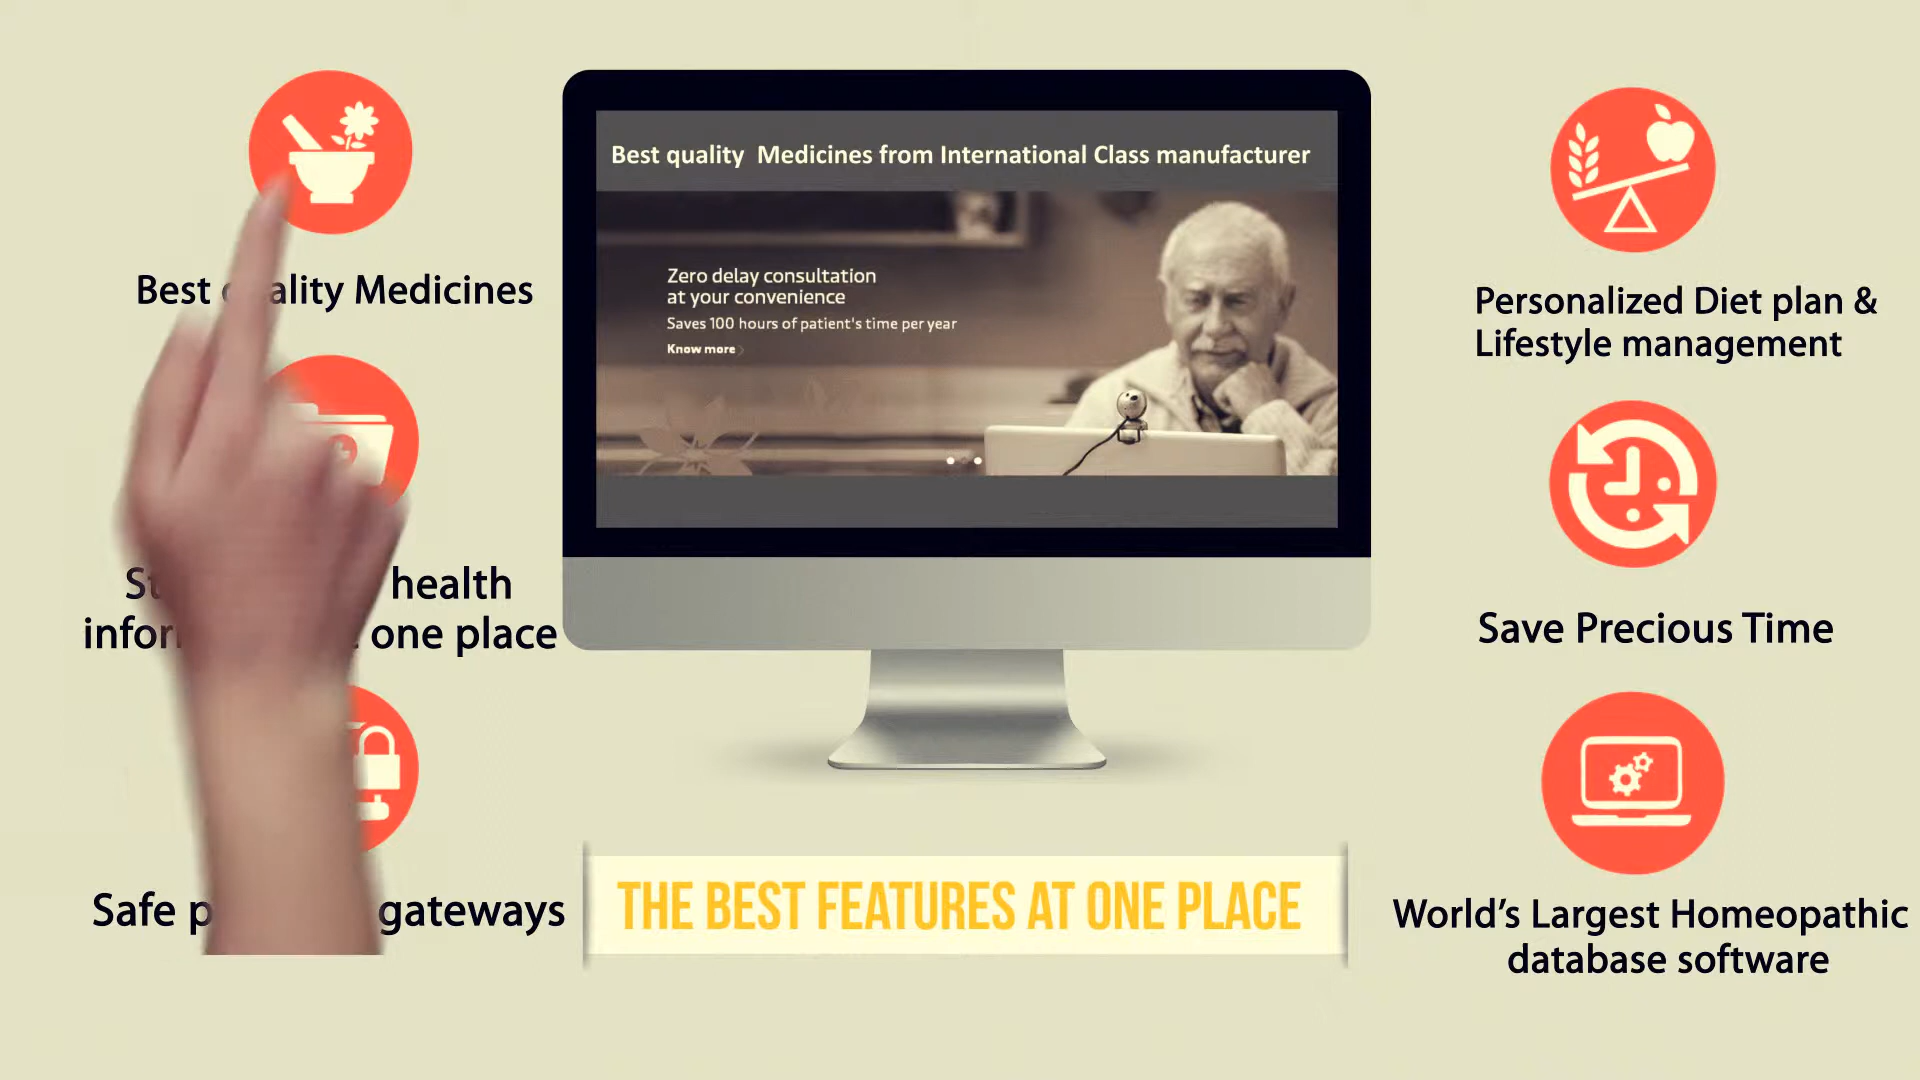 Best quality  Medicines from International Class manufacturer
Zero delay consultation
at your convenience
Saves 100 hours of patient's time per year
Know more
Best ality Medicines
health
one place
Safe gateways
Personalized Diet plan &
Lifestyle management
Save Precious Time
World’s Largest Homeopathic
database software
THE BEST FEATURES AT ONE PLACE